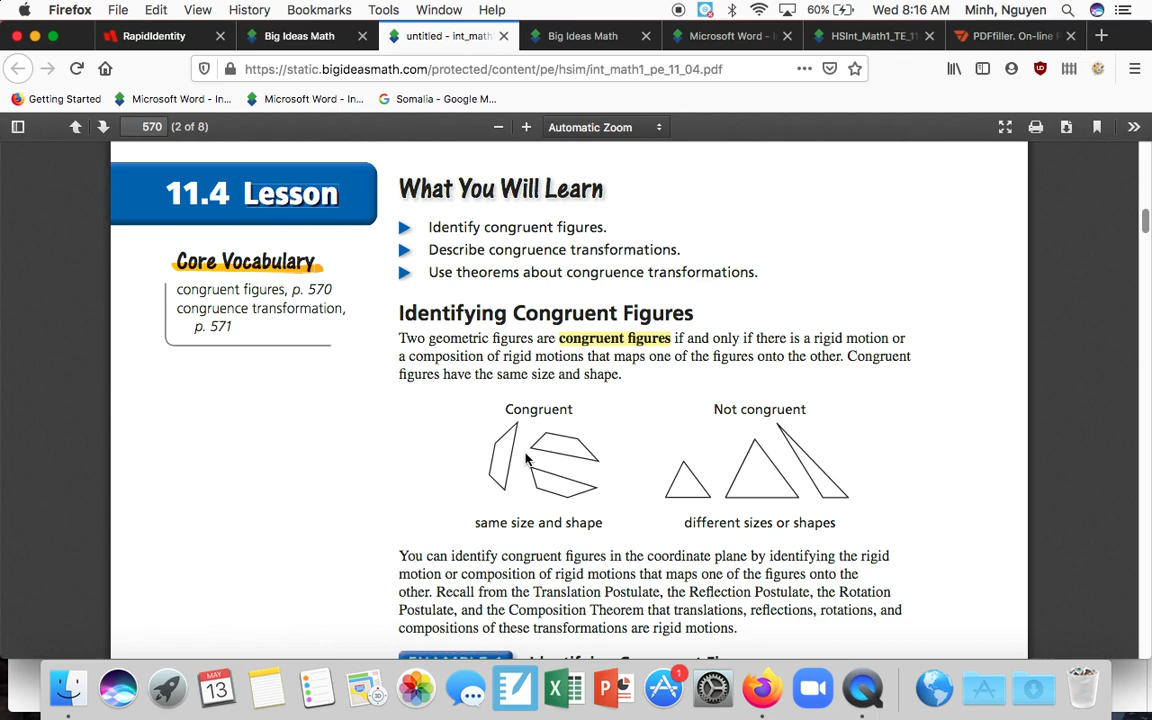 Firefox File Edit View History Bookmarks Tools Window Help 60% Wed 8:16 AM Minh, Nguyen
RapidIdentity Big Ideas Math untitled - int_math Big Ideas Math Microsoft Word - HSInt_Math1_TE_11 PDFfiller. On-line
https://static.bigideasmath.com/protected/content/pe/hsim/int_math1_pe_11_04.pdf
Getting Started Microsoft Word - In... Microsoft Word - In... Somalia - Google M...
570 (2 of 8) Automatic Zoom
11.4 Lesson
Core Vocabulary
congruent figures, p. 570
congruence transformation,
p. 571
What You Will Learn
Identify congruent figures.
Describe congruence transformations.
Use theorems about congruence transformations.
Identifying Congruent Figures
Two geometric figures are congruent figures if and only if there is a rigid motion or
a composition of rigid motions that maps one of the figures onto the other. Congruent
figures have the same size and shape.
Congruent Not congruent
same size and shape different sizes or shapes
You can identify congruent figures in the coordinate plane by identifying the rigid
motion or composition of rigid motions that maps one of the figures onto the
other. Recall from the Translation Postulate, the Reflection Postulate, the Rotation
Postulate, and the Composition Theorem that translations, reflections, rotations, and
compositions of these transformations are rigid motions.
MAY
13
1